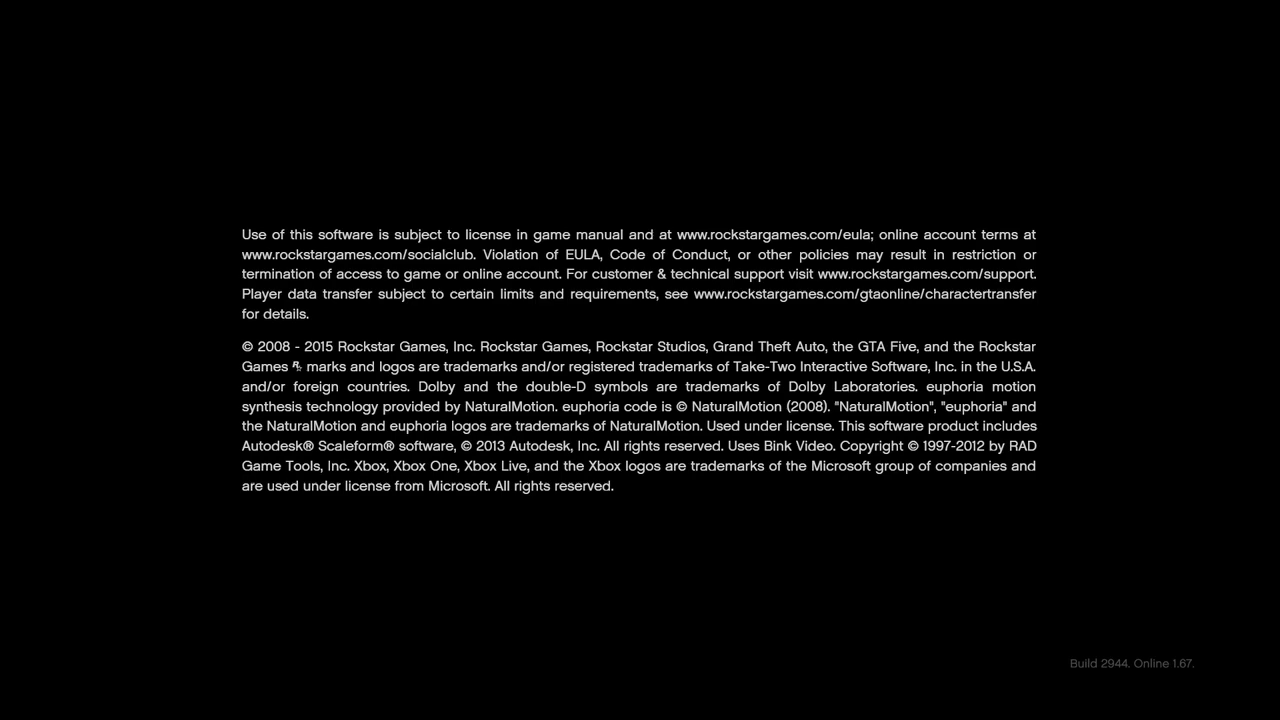 Use of this software is subject to license in game manual and at www.rockstargames.com/eula; online account terms at
www.rockstargames.com/socialclub. Violation of EULA, Code of Conduct, or other policies may result in restriction or
termination of access to game or online account. For customer & technical support visit www.rockstargames.com/support.
Player data transfer subject to certain limits and requirements, see www.rockstargames.com/gtaonline/charactertransfer
for details.
© 2008 - 2015 Rockstar Games, Inc. Rockstar Games, Rockstar Studios, Grand Theft Auto, the GTA Five, and the Rockstar
Games R* marks and logos are trademarks and/or registered trademarks of Take-Two Interactive Software, Inc. in the U.S.A.
and/or foreign countries. Dolby and the double-D symbols are trademarks of Dolby Laboratories. euphoria motion
synthesis technology provided by NaturalMotion. euphoria code is © NaturalMotion (2008). "NaturalMotion", "euphoria" and
the NaturalMotion and euphoria logos are trademarks of NaturalMotion. Used under license. This software product includes
Autodesk® Scaleform® software, © 2013 Autodesk, Inc. All rights reserved. Uses Bink Video. Copyright © 1997-2012 by RAD
Game Tools, Inc. Xbox, Xbox One, Xbox Live, and the Xbox logos are trademarks of the Microsoft group of companies and
are used under license from Microsoft. All rights reserved.
Build 2944. Online 1.67.